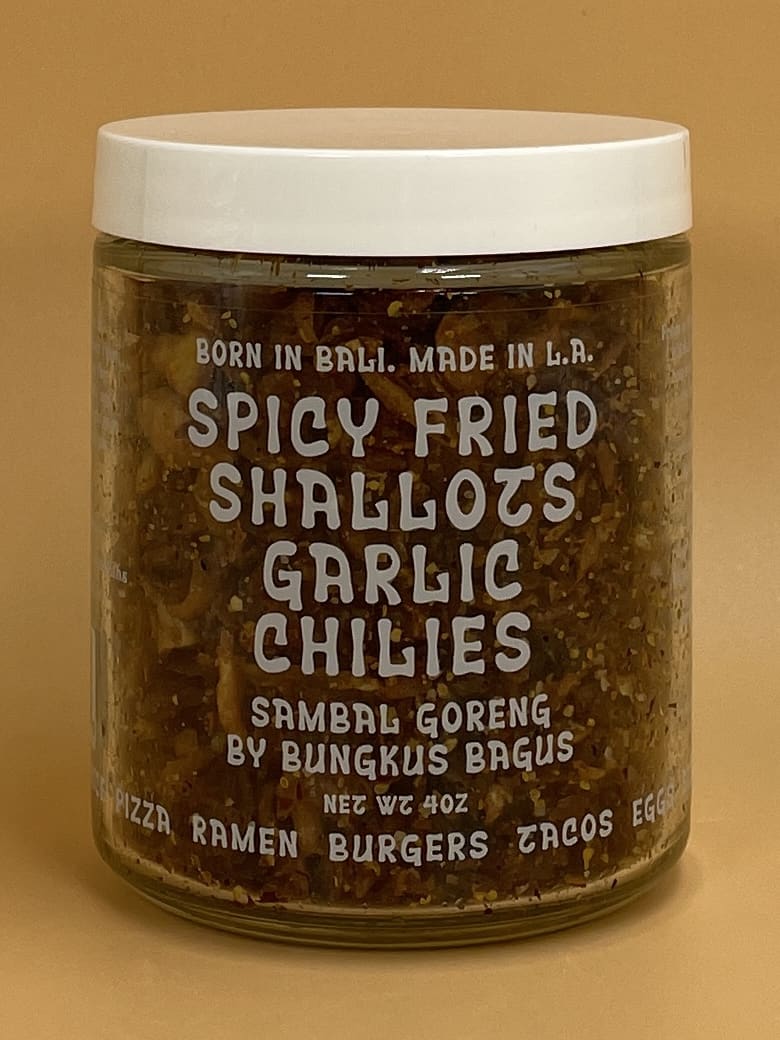 BORN IN BALI. MADE IN L.A.
SPICY FRIED
SHALLOTS
GARLIC
CHILIES
SAMBAL GORENG
BY BUNGKUS BAGUS
NET WT 4OZ
PIZZA RAMEN BURGERS TACOS EGGS